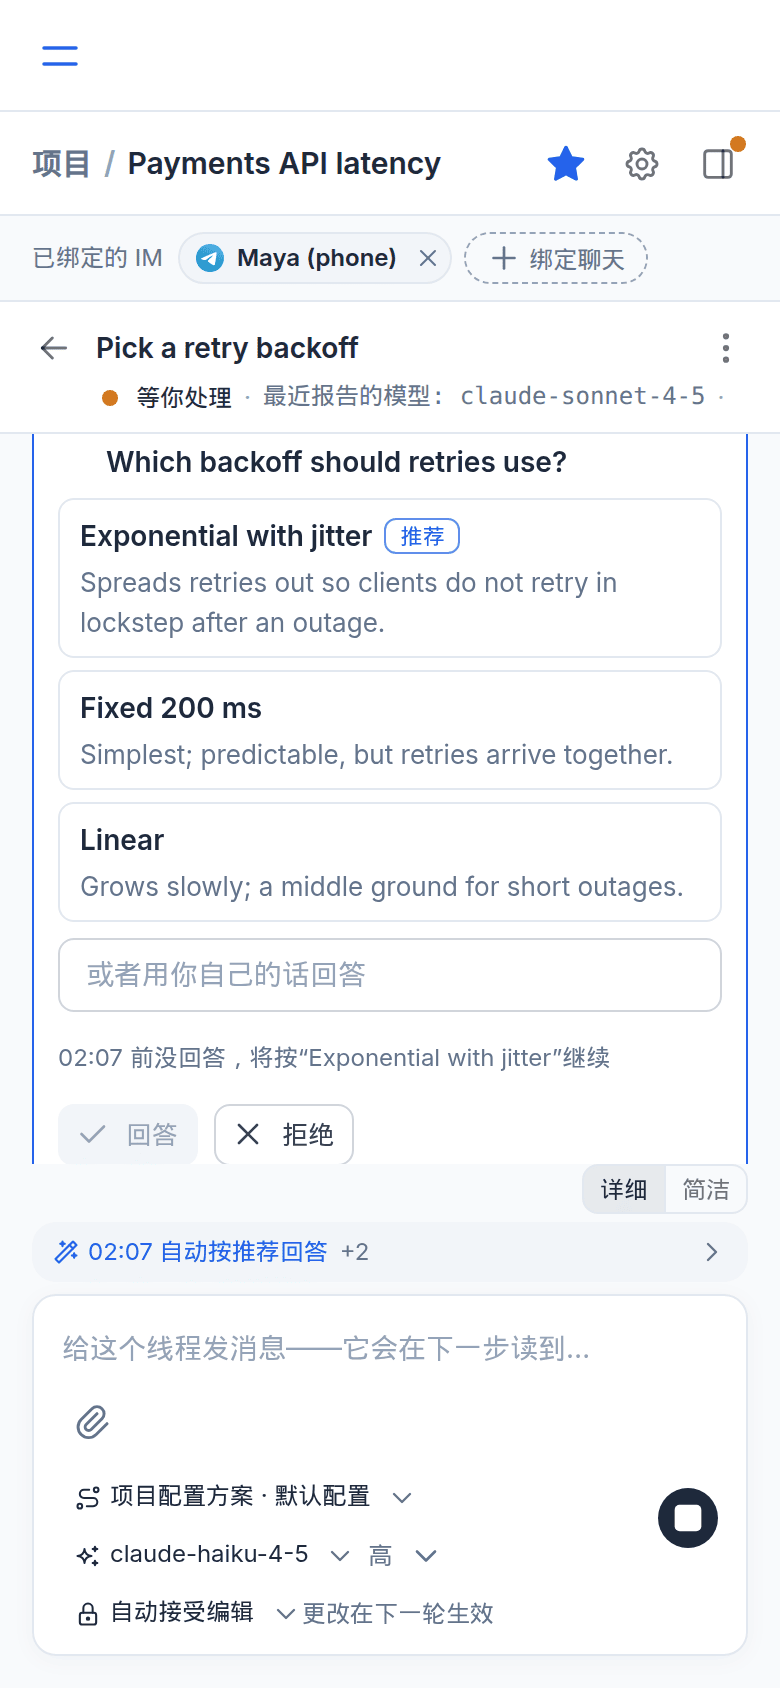 项目 / Payments API latency
已绑定的 IM Maya (phone) 绑定聊天
Pick a retry backoff
等你处理 · 最近报告的模型: claude-sonnet-4-5 ·
Which backoff should retries use?
Exponential with jitter 推荐
Spreads retries out so clients do not retry in
lockstep after an outage.
Fixed 200 ms
Simplest; predictable, but retries arrive together.
Linear
Grows slowly; a middle ground for short outages.
或者用你自己的话回答
02:07 前没回答，将按“Exponential with jitter”继续
回答 拒绝
详细 简洁
02:07 自动按推荐回答 +2
给这个线程发消息——它会在下一步读到...
项目配置方案 · 默认配置
claude-haiku-4-5 高
自动接受编辑 更改在下一轮生效